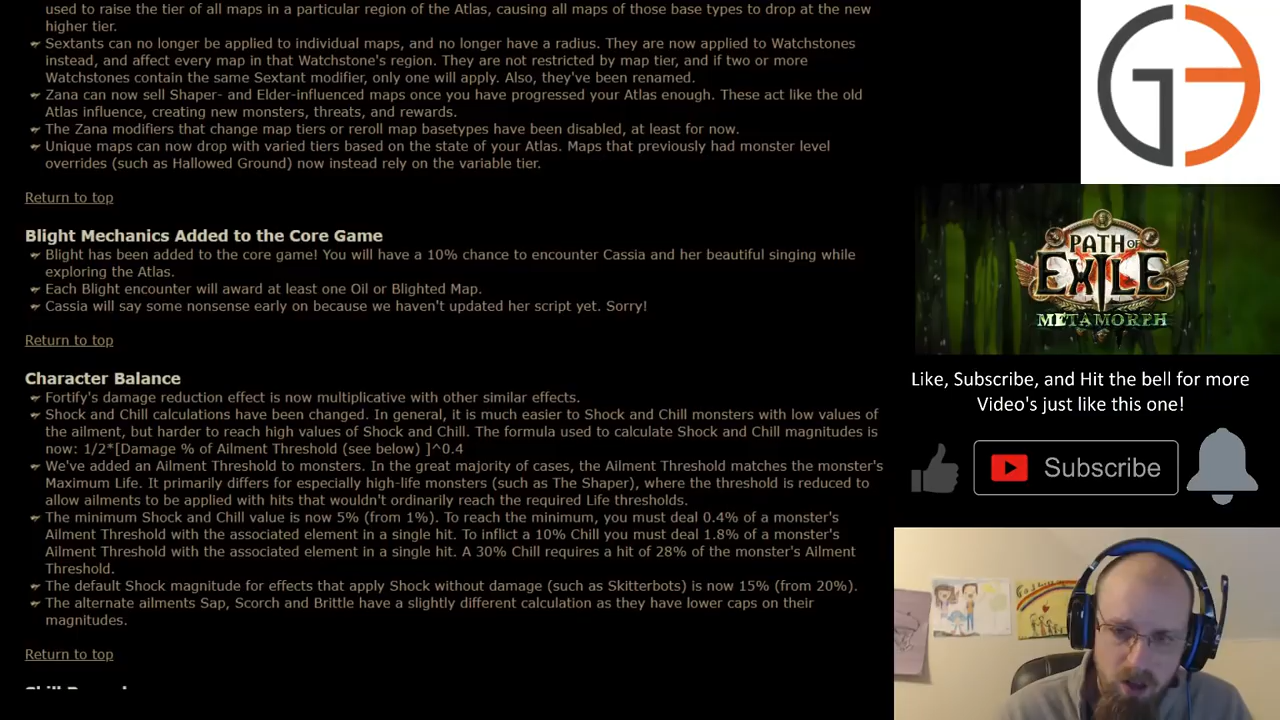 used to raise the tier of all maps in a particular region of the Atlas, causing all maps of those base types to drop at the new
higher tier.
Sextants can no longer be applied to individual maps, and no longer have a radius. They are now applied to Watchstones
instead, and affect every map in that Watchstone's region. They are not restricted by map tier, and if two or more
Watchstones contain the same Sextant modifier, only one will apply. Also, they've been renamed.
Zana can now sell Shaper- and Elder-influenced maps once you have progressed your Atlas enough. These act like the old
Atlas influence, creating new monsters, threats, and rewards.
The Zana modifiers that change map tiers or reroll map basetypes have been disabled, at least for now.
Unique maps can now drop with varied tiers based on the state of your Atlas. Maps that previously had monster level
overrides (such as Hallowed Ground) now instead rely on the variable tier.
Return to top
Blight Mechanics Added to the Core Game
Blight has been added to the core game! You will have a 10% chance to encounter Cassia and her beautiful singing while
exploring the Atlas.
Each Blight encounter will award at least one Oil or Blighted Map.
Cassia will say some nonsense early on because we haven't updated her script yet. Sorry!
Return to top
Character Balance
Fortify's damage reduction effect is now multiplicative with other similar effects.
Shock and Chill calculations have been changed. In general, it is much easier to Shock and Chill monsters with low values of
the ailment, but harder to reach high values of Shock and Chill. The formula used to calculate Shock and Chill magnitudes is
now: 1/2*[Damage % of Ailment Threshold (see below) ]^0.4
We've added an Ailment Threshold to monsters. In the great majority of cases, the Ailment Threshold matches the monster's
Maximum Life. It primarily differs for especially high-life monsters (such as The Shaper), where the threshold is reduced to
allow ailments to be applied with hits that wouldn't ordinarily reach the required Life thresholds.
The minimum Shock and Chill value is now 5% (from 1%). To reach the minimum, you must deal 0.4% of a monster's
Ailment Threshold with the associated element in a single hit. To inflict a 10% Chill you must deal 1.8% of a monster's
Ailment Threshold with the associated element in a single hit. A 30% Chill requires a hit of 28% of the monster's Ailment
Threshold.
The default Shock magnitude for effects that apply Shock without damage (such as Skitterbots) is now 15% (from 20%).
The alternate ailments Sap, Scorch and Brittle have a slightly different calculation as they have lower caps on their
magnitudes.
Return to top
G3
PATH OF
EXILE
METAMORPH
Like, Subscribe, and Hit the bell for more
Video's just like this one!
Subscribe